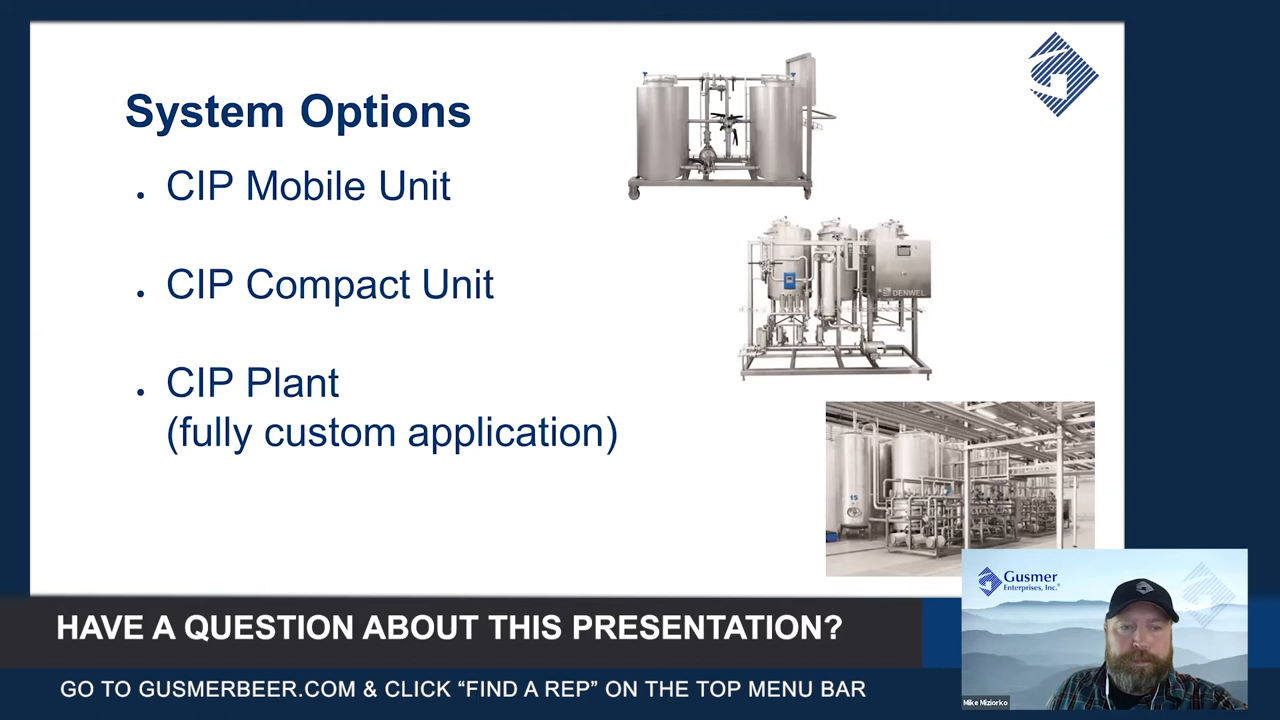 System Options
. CIP Mobile Unit
. CIP Compact Unit
. CIP Plant
(fully custom application)
DENWEL
15
Gusmer
Enterprises, Inc.®
Mike Miziorko
HAVE A QUESTION ABOUT THIS PRESENTATION?
GO TO GUSMERBEER.COM & CLICK “FIND A REP” ON THE TOP MENU BAR